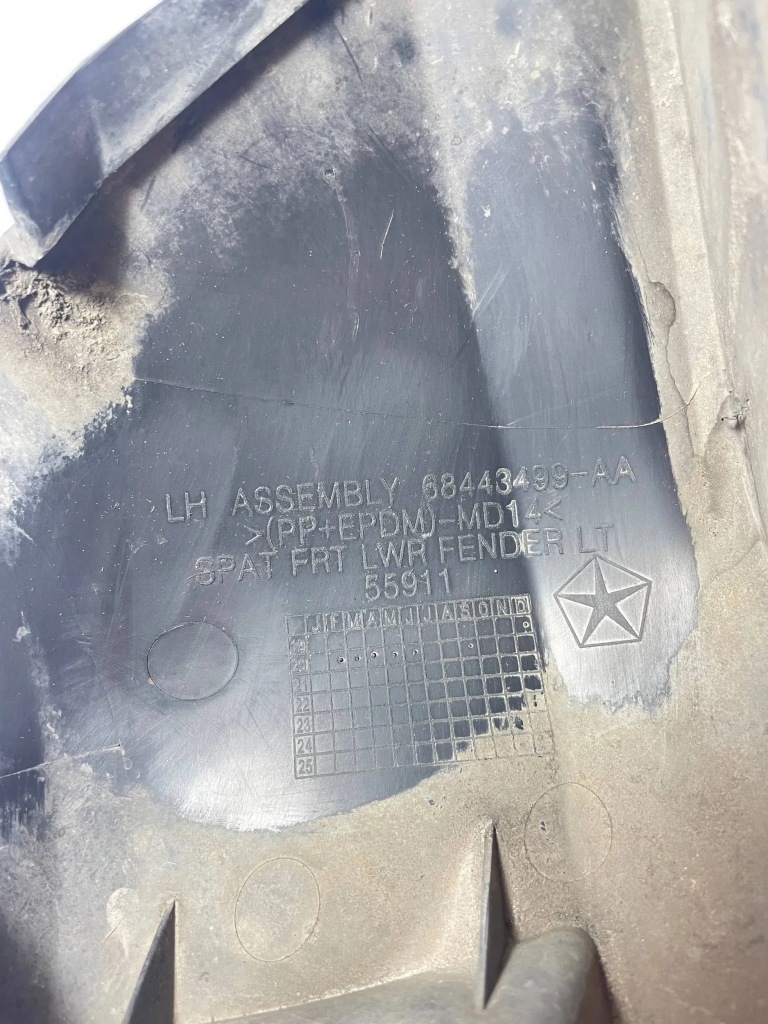 LH ASSEMBLY 68443499-AA
>(PP+EPDM)-MD14<
SPAT FRT LWR FENDER LT
55911
J F M A M J J A S O N D
19
20
21
22
23
24
25